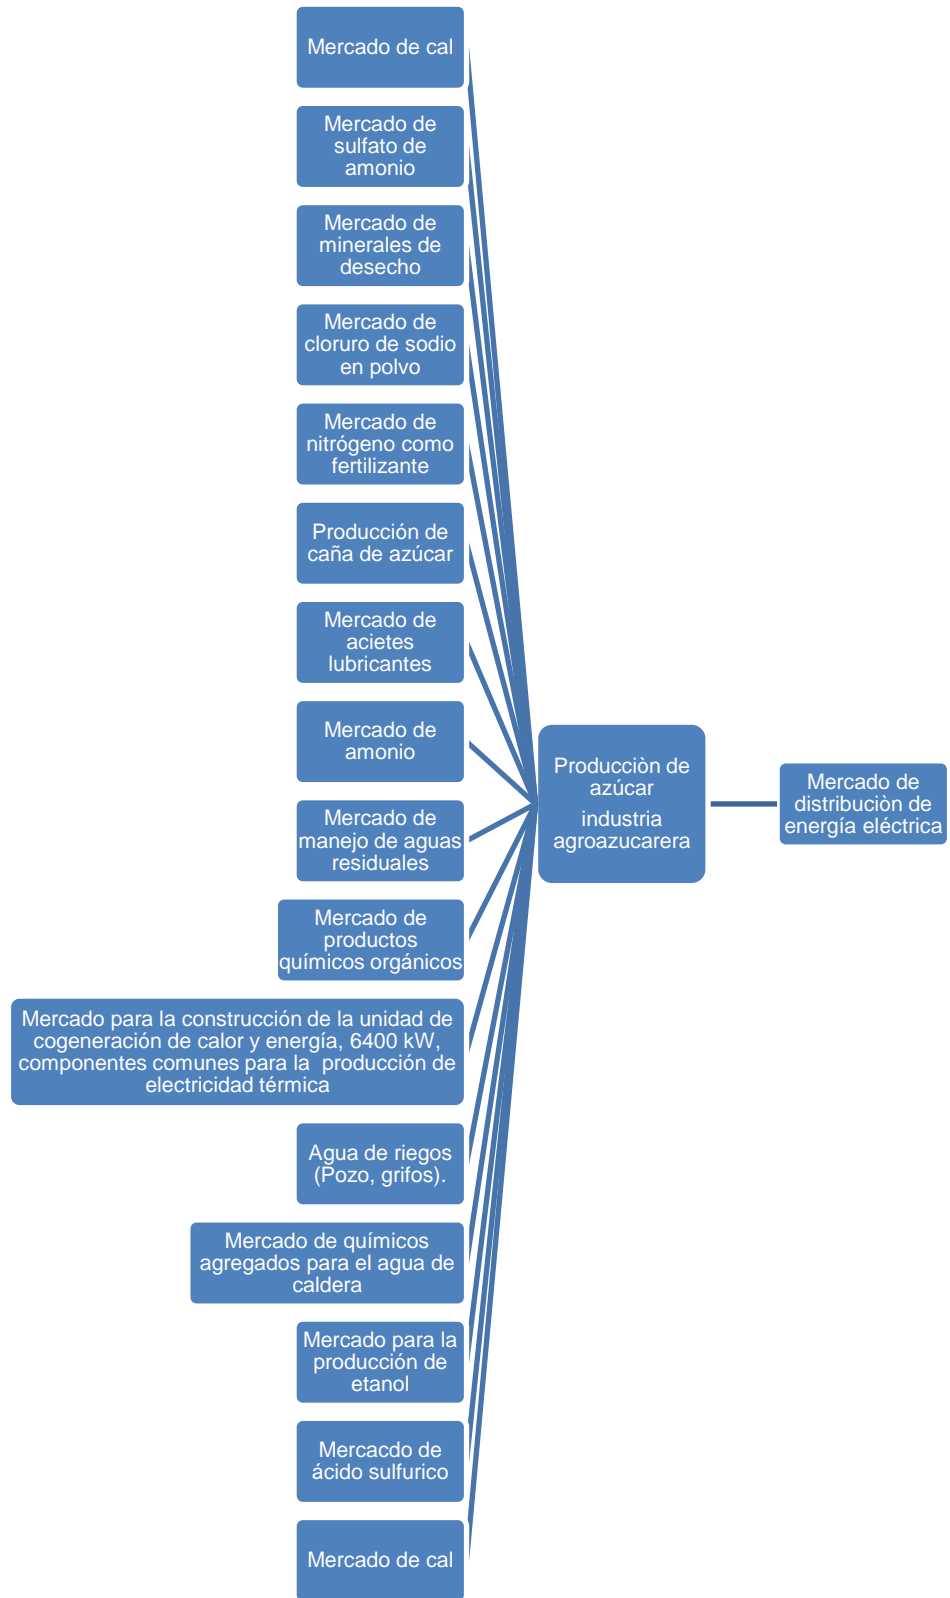 Mercado de cal
Mercado de
sulfato de
amonio
Mercado de
minerales de
desecho
Mercado de
cloruro de sodio
en polvo
Mercado de
nitrógeno como
fertilizante
Producción de
caña de azúcar
Mercado de
acietes
lubricantes
Mercado de
amonio
Mercado de
manejo de aguas
residuales
Mercado de
productos
químicos orgánicos
Mercado para la construcción de la unidad de
cogeneración de calor y energía, 6400 kW,
componentes comunes para la  producción de
electricidad térmica
Agua de riegos
(Pozo, grifos).
Mercado de químicos
agregados para el agua de
caldera
Mercado para la
producción de
etanol
Mercacdo de
ácido sulfurico
Mercado de cal
Producciòn de
azúcar
industria
agroazucarera
Mercado de
distribuciòn de
energía eléctrica